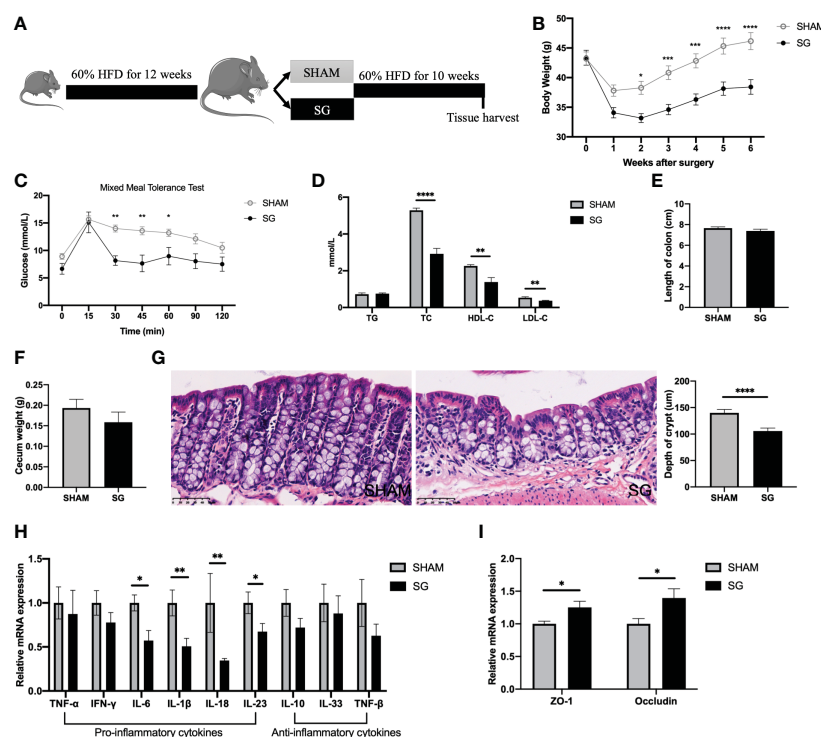 A
60% HFD for 12 weeks
SHAM
SG
60% HFD for 10 weeks
Tissue harvest
B
Body Weight (g)
50
45
40
35
30
* *** *** **** ****
SHAM
SG
0 1 2 3 4 5 6
Weeks after surgery
C
Mixed Meal Tolerance Test
Glucose (mmol/L)
20
15
10
5
0
** ** *
SHAM
SG
0 15 30 45 60 90 120
Time (min)
D
mmol/L
6
4
2
0
**** ** **
SHAM
SG
TG TC HDL-C LDL-C
E
Length of colon (cm)
10
8
6
4
2
0
SHAM SG
F
Cecum weight (g)
0.25
0.20
0.15
0.10
0.05
0.00
SHAM SG
G
SHAM
SG
Depth of crypt (um)
200
150
100
50
0
****
SHAM SG
H
Relative mRNA expression
1.5
1.0
0.5
0.0
* ** ** *
SHAM
SG
TNF-α IFN-γ IL-6 IL-1β IL-18 IL-23 IL-10 IL-33 TNF-β
Pro-inflammatory cytokines Anti-inflammatory cytokines
I
Relative mRNA expression
2.0
1.5
1.0
0.5
0.0
* *
SHAM
SG
ZO-1 Occludin